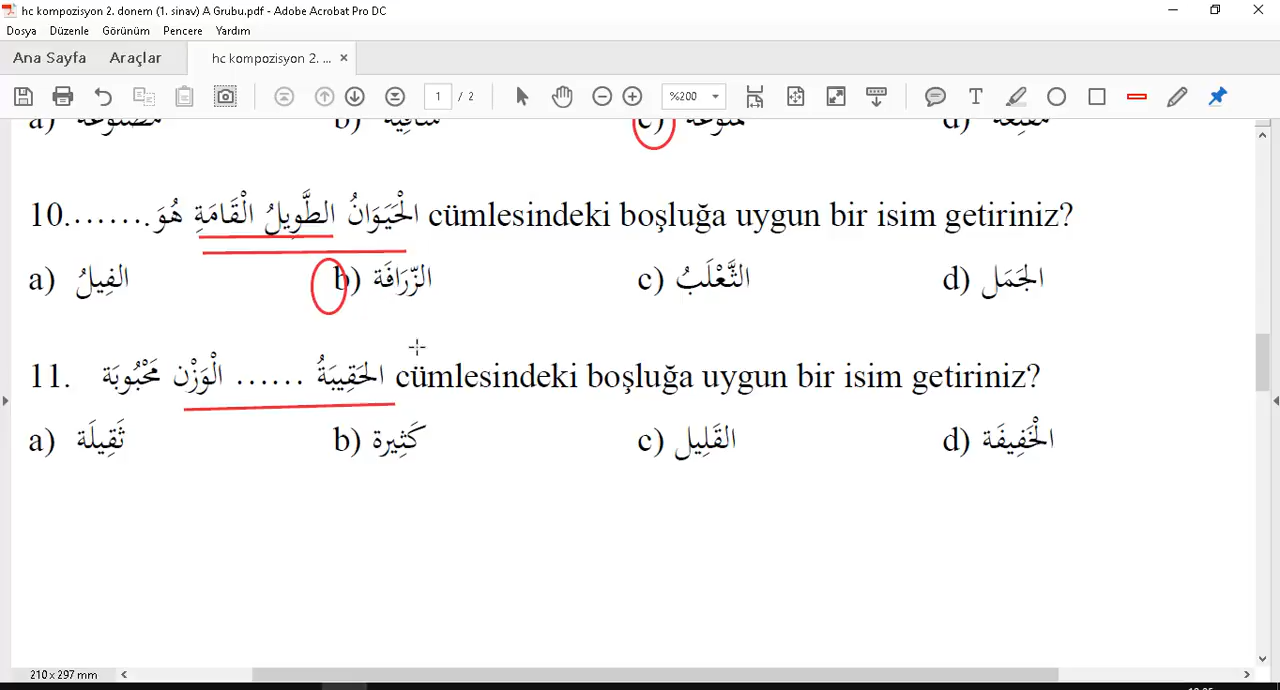 hc kompozisyon 2. donem (1. sinav) A Grubu.pdf - Adobe Acrobat Pro DC
Dosya Düzenle Görünüm Pencere Yardım
Ana Sayfa Araçlar hc kompozisyon 2. ... ×
1 / 2 %200 T
a) b) c) d)
10. الْحَيَوَانُ الطَّوِيلُ الْقَامَةِ هُوَ........ cümlesindeki boşluğa uygun bir isim getiriniz?
a) الفِيلُ b) الزَّرَافَة c) الثَّعْلَبُ d) الجَمَل
11. الحَقِيبَةُ ...... الْوَزْن مَحْبُوبَة cümlesindeki boşluğa uygun bir isim getiriniz?
a) ثَقِيلَة b) كَثِيرة c) القَلِيل d) الْخَفِيفَة
210 x 297 mm